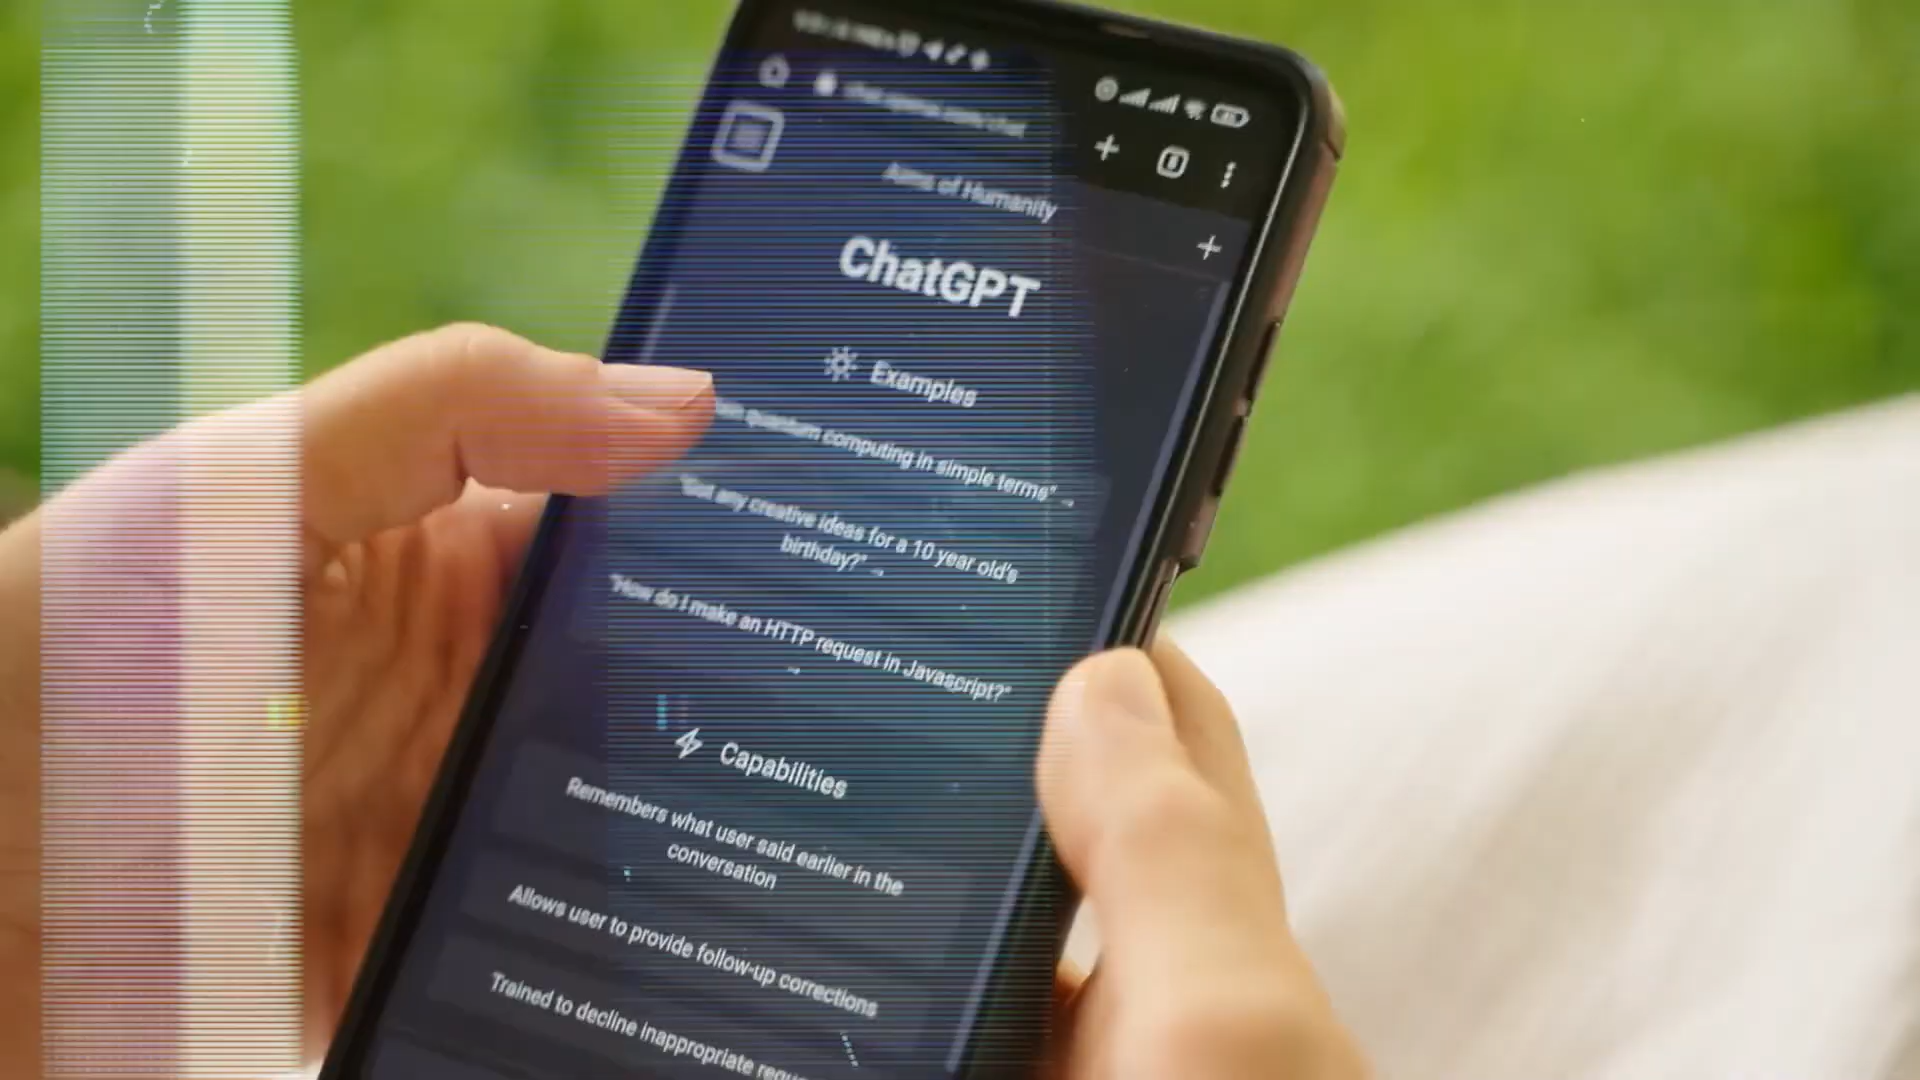 of Humanity
ChatGPT
Examples
quantum computing in simple terms" →
"Got any creative ideas for a 10 year old's
birthday?" →
"How do I make an HTTP request in Javascript?"
→
Capabilities
Remembers what user said earlier in the
conversation
Allows user to provide follow-up corrections
Trained to decline inappropriate